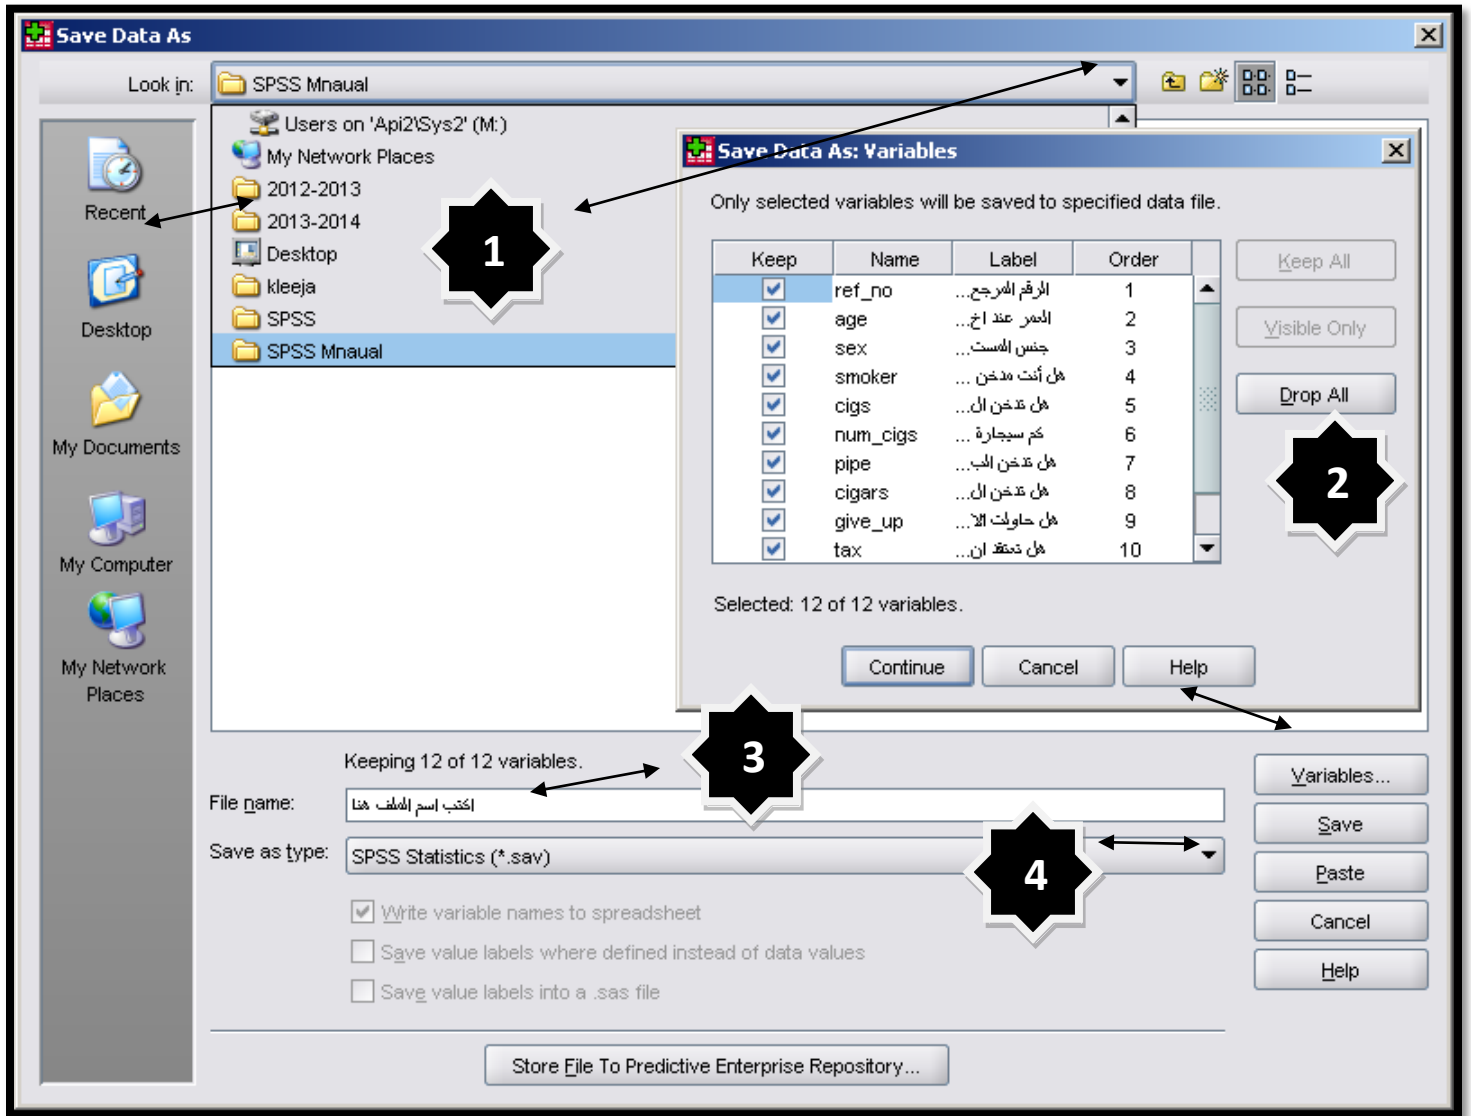 Save Data As
Look in:
SPSS Mnaual
Users on 'Api2\Sys2' (M:)
My Network Places
2012-2013
2013-2014
Desktop
kleeja
SPSS
SPSS Mnaual
Recent
Desktop
My Documents
My Computer
My Network
Places
1
Save Data As: Variables
Only selected variables will be saved to specified data file.
Keep Name Label Order
ref_no الرقم المرجع... 1
age العمر عند اخ... 2
sex جنس المست... 3
smoker هل أنت مدخن ... 4
cigs هل تدخن ال... 5
num_cigs كم سيجارة ... 6
pipe هل تدخن الب... 7
cigars هل تدخن ال... 8
give_up هل حاولت الا... 9
tax هل تعتقد ان... 10
Keep All
Visible Only
Drop All
2
Selected: 12 of 12 variables.
Continue Cancel Help
Keeping 12 of 12 variables.
3
File name: اكتب اسم الملف هنا
Save as type: SPSS Statistics (*.sav)
4
Write variable names to spreadsheet
Save value labels where defined instead of data values
Save value labels into a .sas file
Variables...
Save
Paste
Cancel
Help
Store File To Predictive Enterprise Repository...